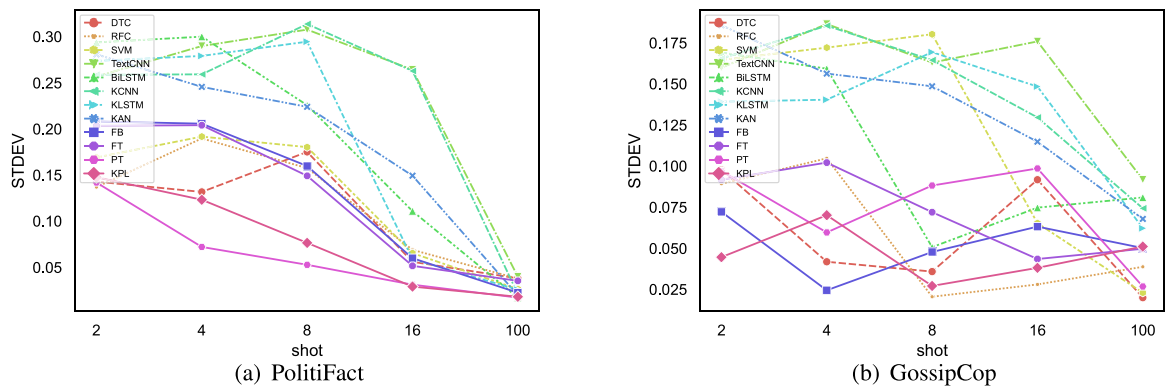 0.30
0.25
0.20
0.15
0.10
0.05
STDEV
DTC
RFC
SVM
TextCNN
BiLSTM
KCNN
KLSTM
KAN
FB
FT
PT
KPL
2 4 8 16 100
shot
(a) PolitiFact
0.175
0.150
0.125
0.100
0.075
0.050
0.025
STDEV
DTC
RFC
SVM
TextCNN
BiLSTM
KCNN
KLSTM
KAN
FB
FT
PT
KPL
2 4 8 16 100
shot
(b) GossipCop